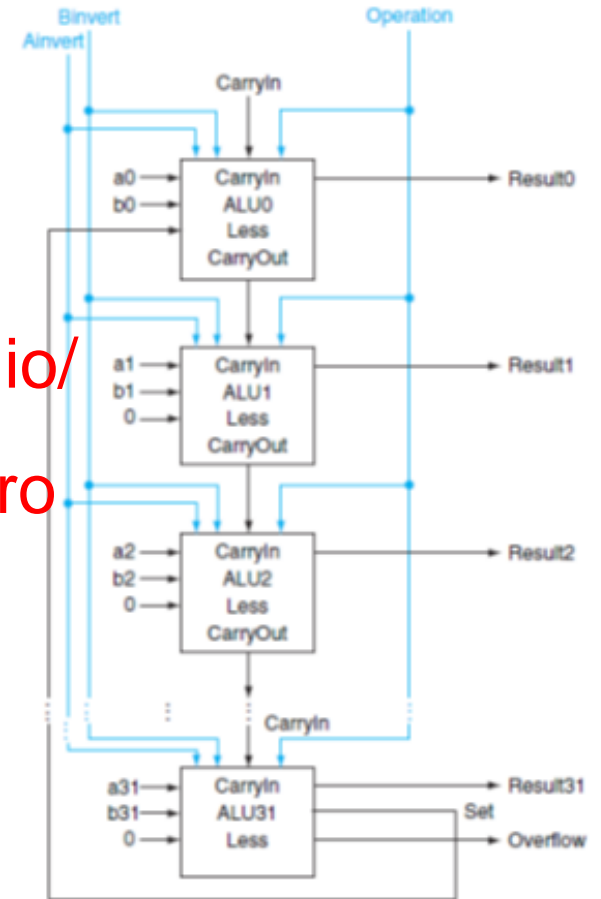 Binvert
Operation
Ainvert
CarryIn
a0
CarryIn
Result0
b0
ALU0
Less
CarryOut
io/
a1
CarryIn
Result1
b1
ALU1
0
Less
CarryOut
ro
a2
CarryIn
Result2
b2
ALU2
0
Less
CarryOut
CarryIn
a31
CarryIn
Result31
b31
ALU31
Set
0
Less
Overflow